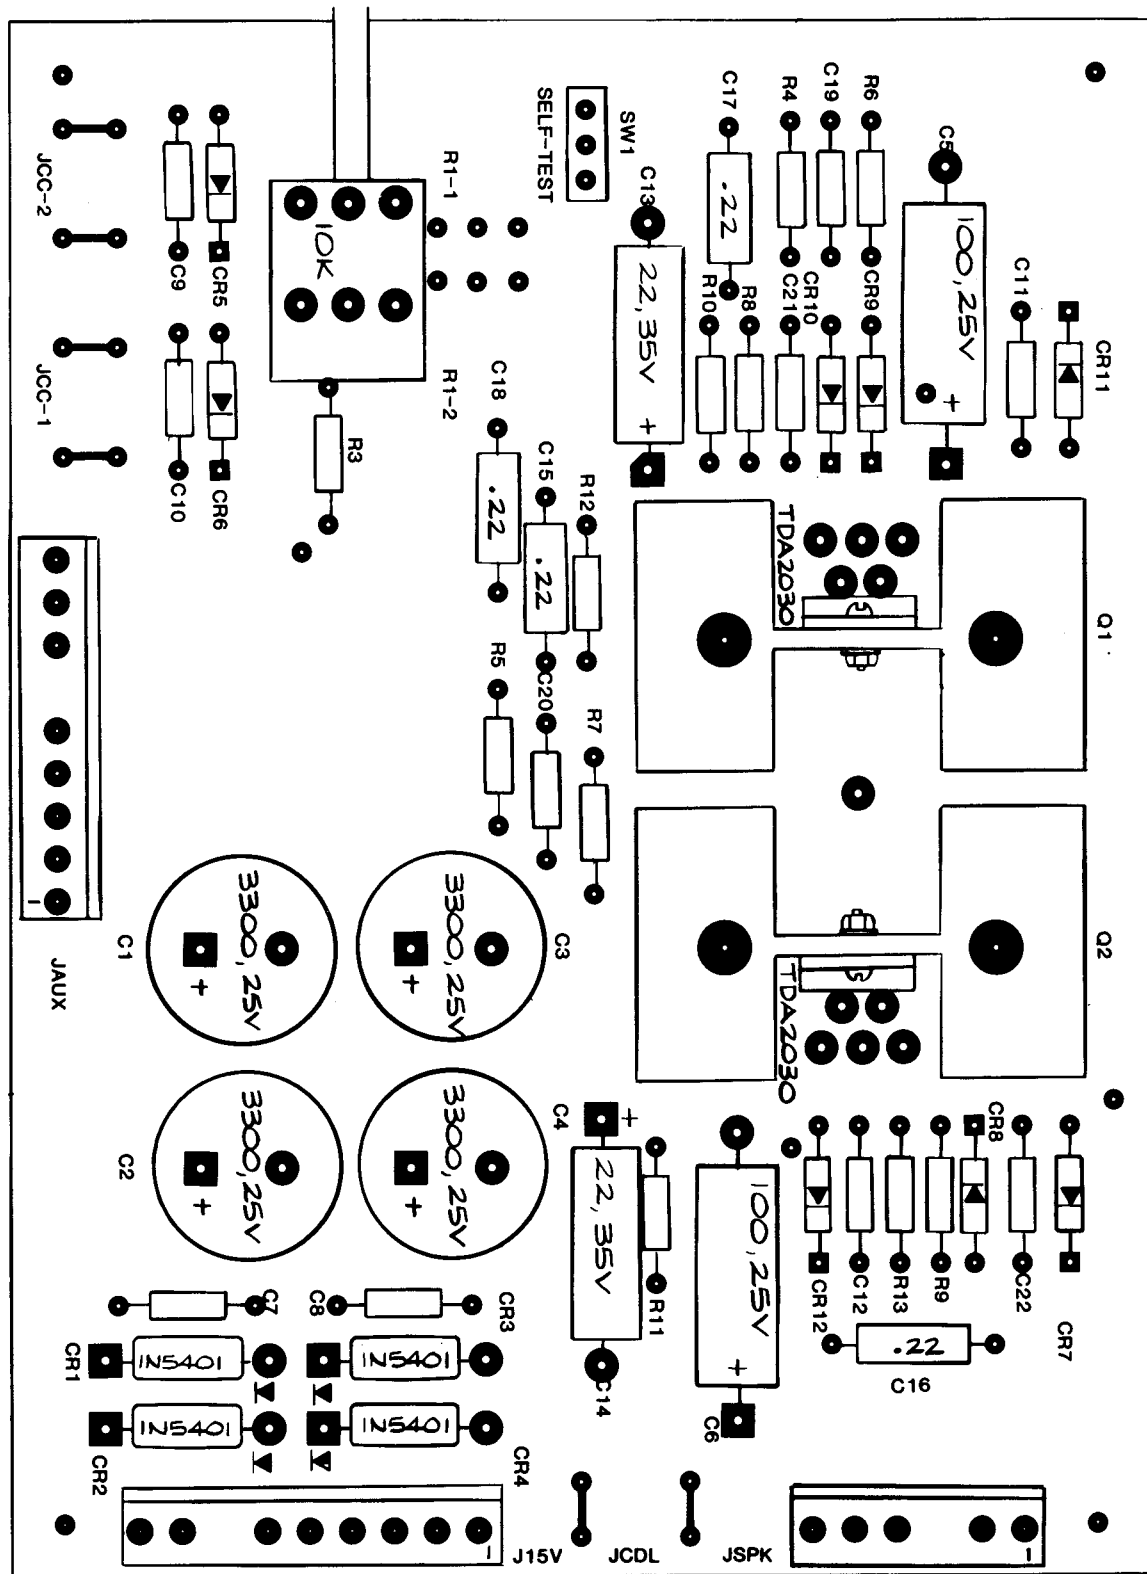 SELF-TEST
SW1
C17
R4
C19
R6
C5
JCC-2
C9
CR5
10K
R1-1
C13
22,35V
+
.22
R10
R8
C21
CR10
CR9
100,25V
+
C11
CR11
JCC-1
C10
CR6
R1-2
R3
C18
.22
C15
.22
R12
TDA2030
Q1
R5
C20
R7
1
JAUX
C1
3300,25V
+
3300,25V
+
C3
TDA2030
Q2
C2
3300,25V
+
3300,25V
+
C4
+
22,35V
R11
C14
100,25V
+
C6
CR8
CR12
C12
R13
R9
C22
CR7
.22
C16
C7
C8
CR3
CR1
1N5401
1N5401
CR2
1N5401
1N5401
CR4
1
J15V
JCDL
JSPK
1